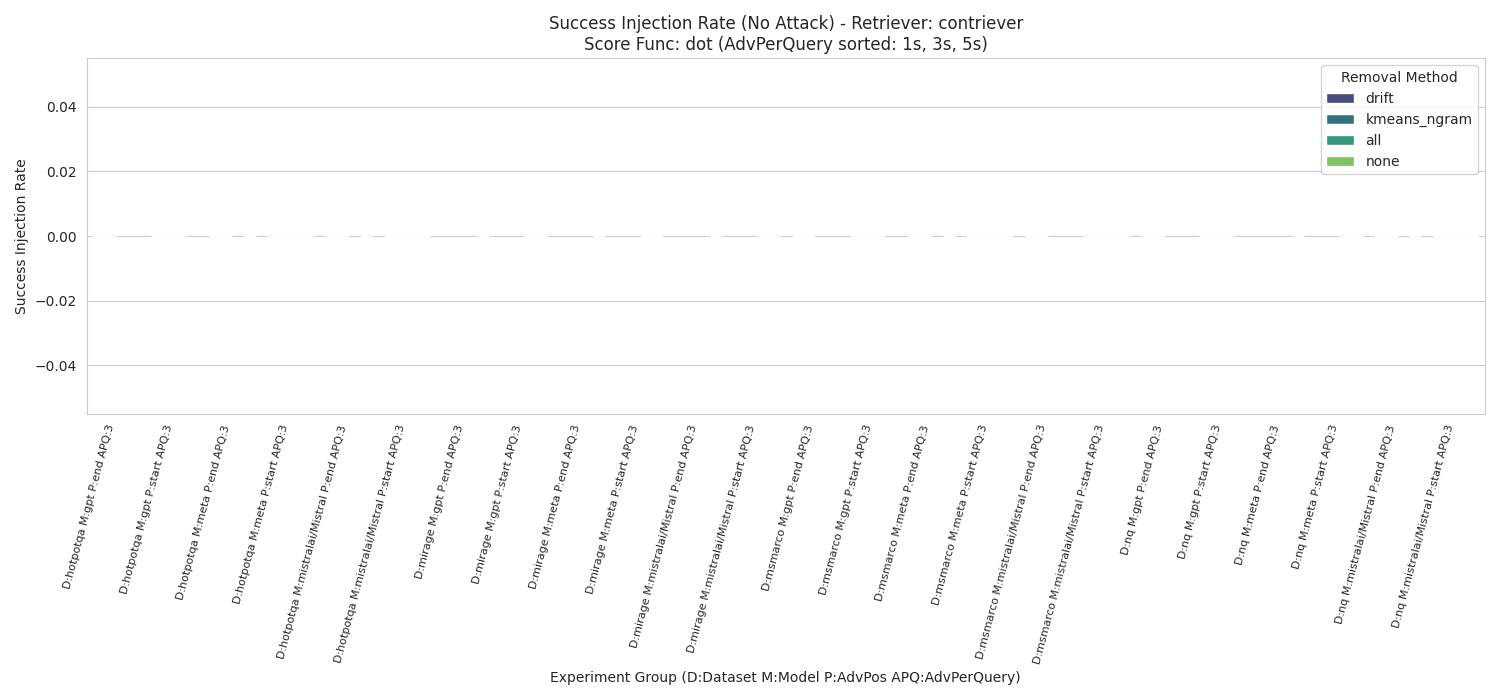 Success Injection Rate (No Attack) - Retriever: contriever
Score Func: dot (AdvPerQuery sorted: 1s, 3s, 5s)
Removal Method
drift
kmeans_ngram
all
none
Success Injection Rate
0.04
0.02
0.00
−0.02
−0.04
D:hotpotqa M:gpt P:end APQ:3
D:hotpotqa M:gpt P:start APQ:3
D:hotpotqa M:meta P:end APQ:3
D:hotpotqa M:meta P:start APQ:3
D:hotpotqa M:mistralai/Mistral P:end APQ:3
D:hotpotqa M:mistralai/Mistral P:start APQ:3
D:mirage M:gpt P:end APQ:3
D:mirage M:gpt P:start APQ:3
D:mirage M:meta P:end APQ:3
D:mirage M:meta P:start APQ:3
D:mirage M:mistralai/Mistral P:end APQ:3
D:mirage M:mistralai/Mistral P:start APQ:3
D:msmarco M:gpt P:end APQ:3
D:msmarco M:gpt P:start APQ:3
D:msmarco M:meta P:end APQ:3
D:msmarco M:meta P:start APQ:3
D:msmarco M:mistralai/Mistral P:end APQ:3
D:msmarco M:mistralai/Mistral P:start APQ:3
D:nq M:gpt P:end APQ:3
D:nq M:gpt P:start APQ:3
D:nq M:meta P:end APQ:3
D:nq M:meta P:start APQ:3
D:nq M:mistralai/Mistral P:end APQ:3
D:nq M:mistralai/Mistral P:start APQ:3
Experiment Group (D:Dataset M:Model P:AdvPos APQ:AdvPerQuery)